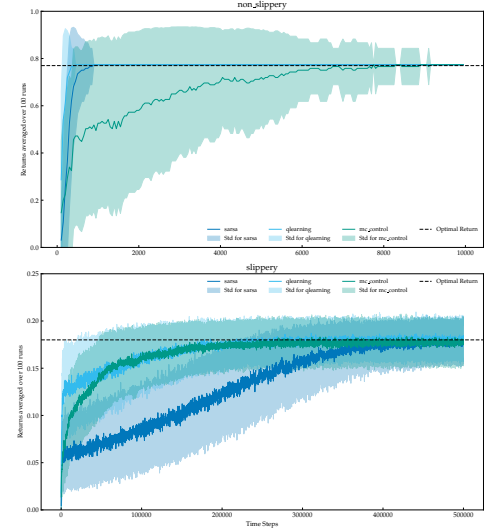 non_slippery
1.0
0.8
0.6
0.4
0.2
0.0
Returns averaged over 100 runs
0 2000 4000 6000 8000 10000
sarsa qlearning mc_control Optimal Return
Std for sarsa Std for qlearning Std for mc_control
slippery
0.25
0.20
0.15
0.10
0.05
0.00
Returns averaged over 100 runs
sarsa qlearning mc_control Optimal Return
Std for sarsa Std for qlearning Std for mc_control
0 100000 200000 300000 400000 500000
Time Steps